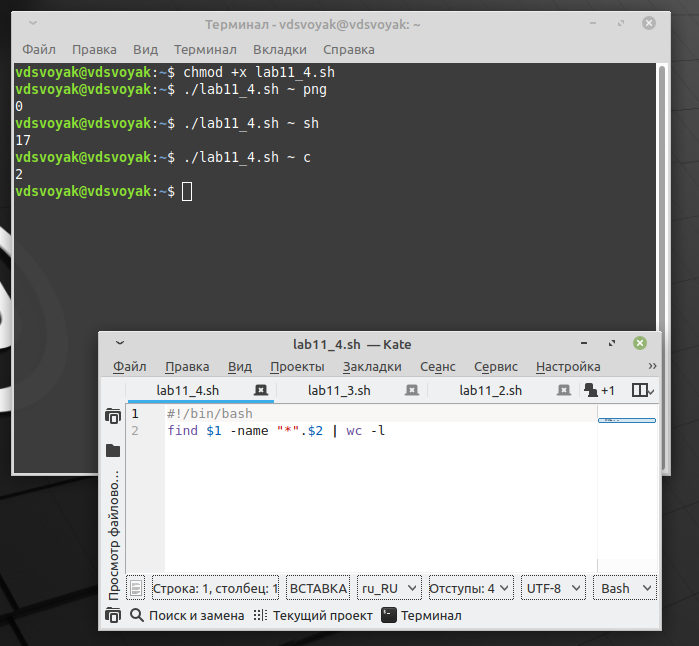 Терминал - vdsvoyak@vdsvoyak: ~
Файл Правка Вид Терминал Вкладки Справка
vdsvoyak@vdsvoyak:~$ chmod +x lab11_4.sh
vdsvoyak@vdsvoyak:~$ ./lab11_4.sh ~ png
0
vdsvoyak@vdsvoyak:~$ ./lab11_4.sh ~ sh
17
vdsvoyak@vdsvoyak:~$ ./lab11_4.sh ~ c
2
vdsvoyak@vdsvoyak:~$
lab11_4.sh — Kate
Файл Правка Вид Проекты Закладки Сеанс Сервис Настройка »
lab11_4.sh lab11_3.sh lab11_2.sh +1
1 #!/bin/bash
2 find $1 -name "*".$2 | wc -l
Просмотр файлово...
Строка: 1, столбец: 1 ВСТАВКА ru_RU Отступы: 4 UTF-8 Bash
Поиск и замена Текущий проект Терминал